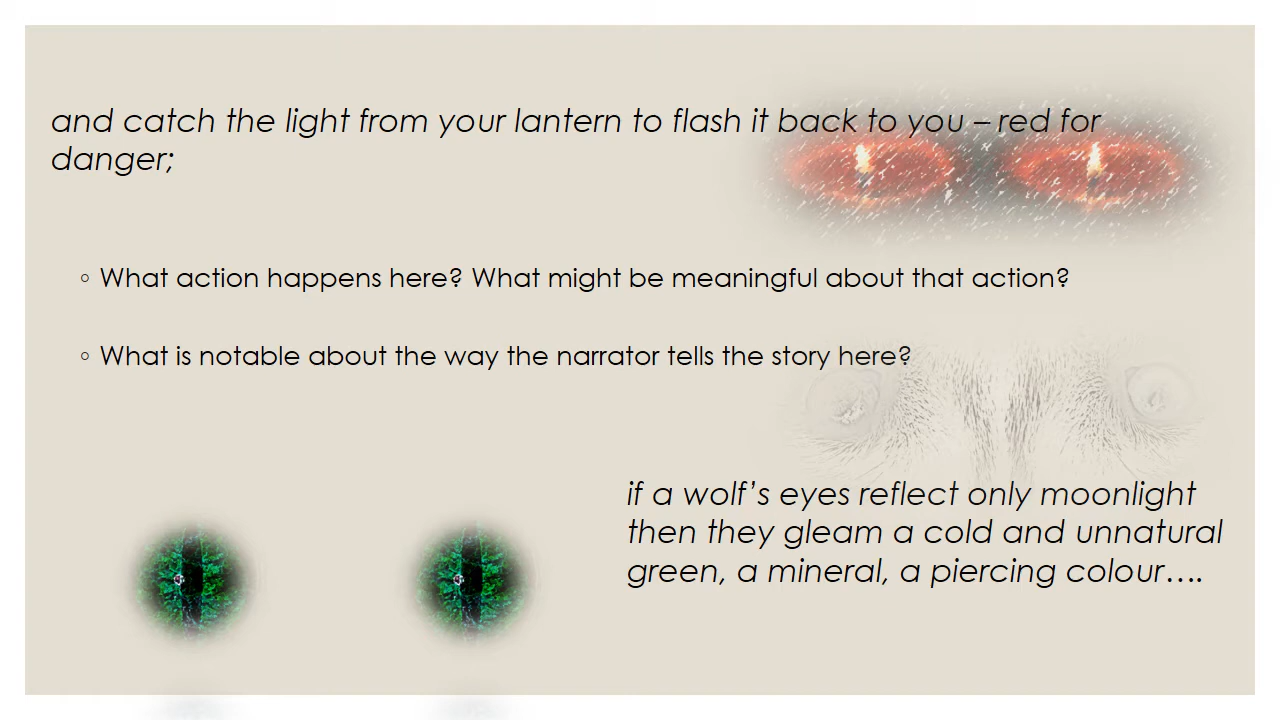 and catch the light from your lantern to flash it back to you – red for
danger;
◦ What action happens here? What might be meaningful about that action?
◦ What is notable about the way the narrator tells the story here?
if a wolf’s eyes reflect only moonlight
then they gleam a cold and unnatural
green, a mineral, a piercing colour….